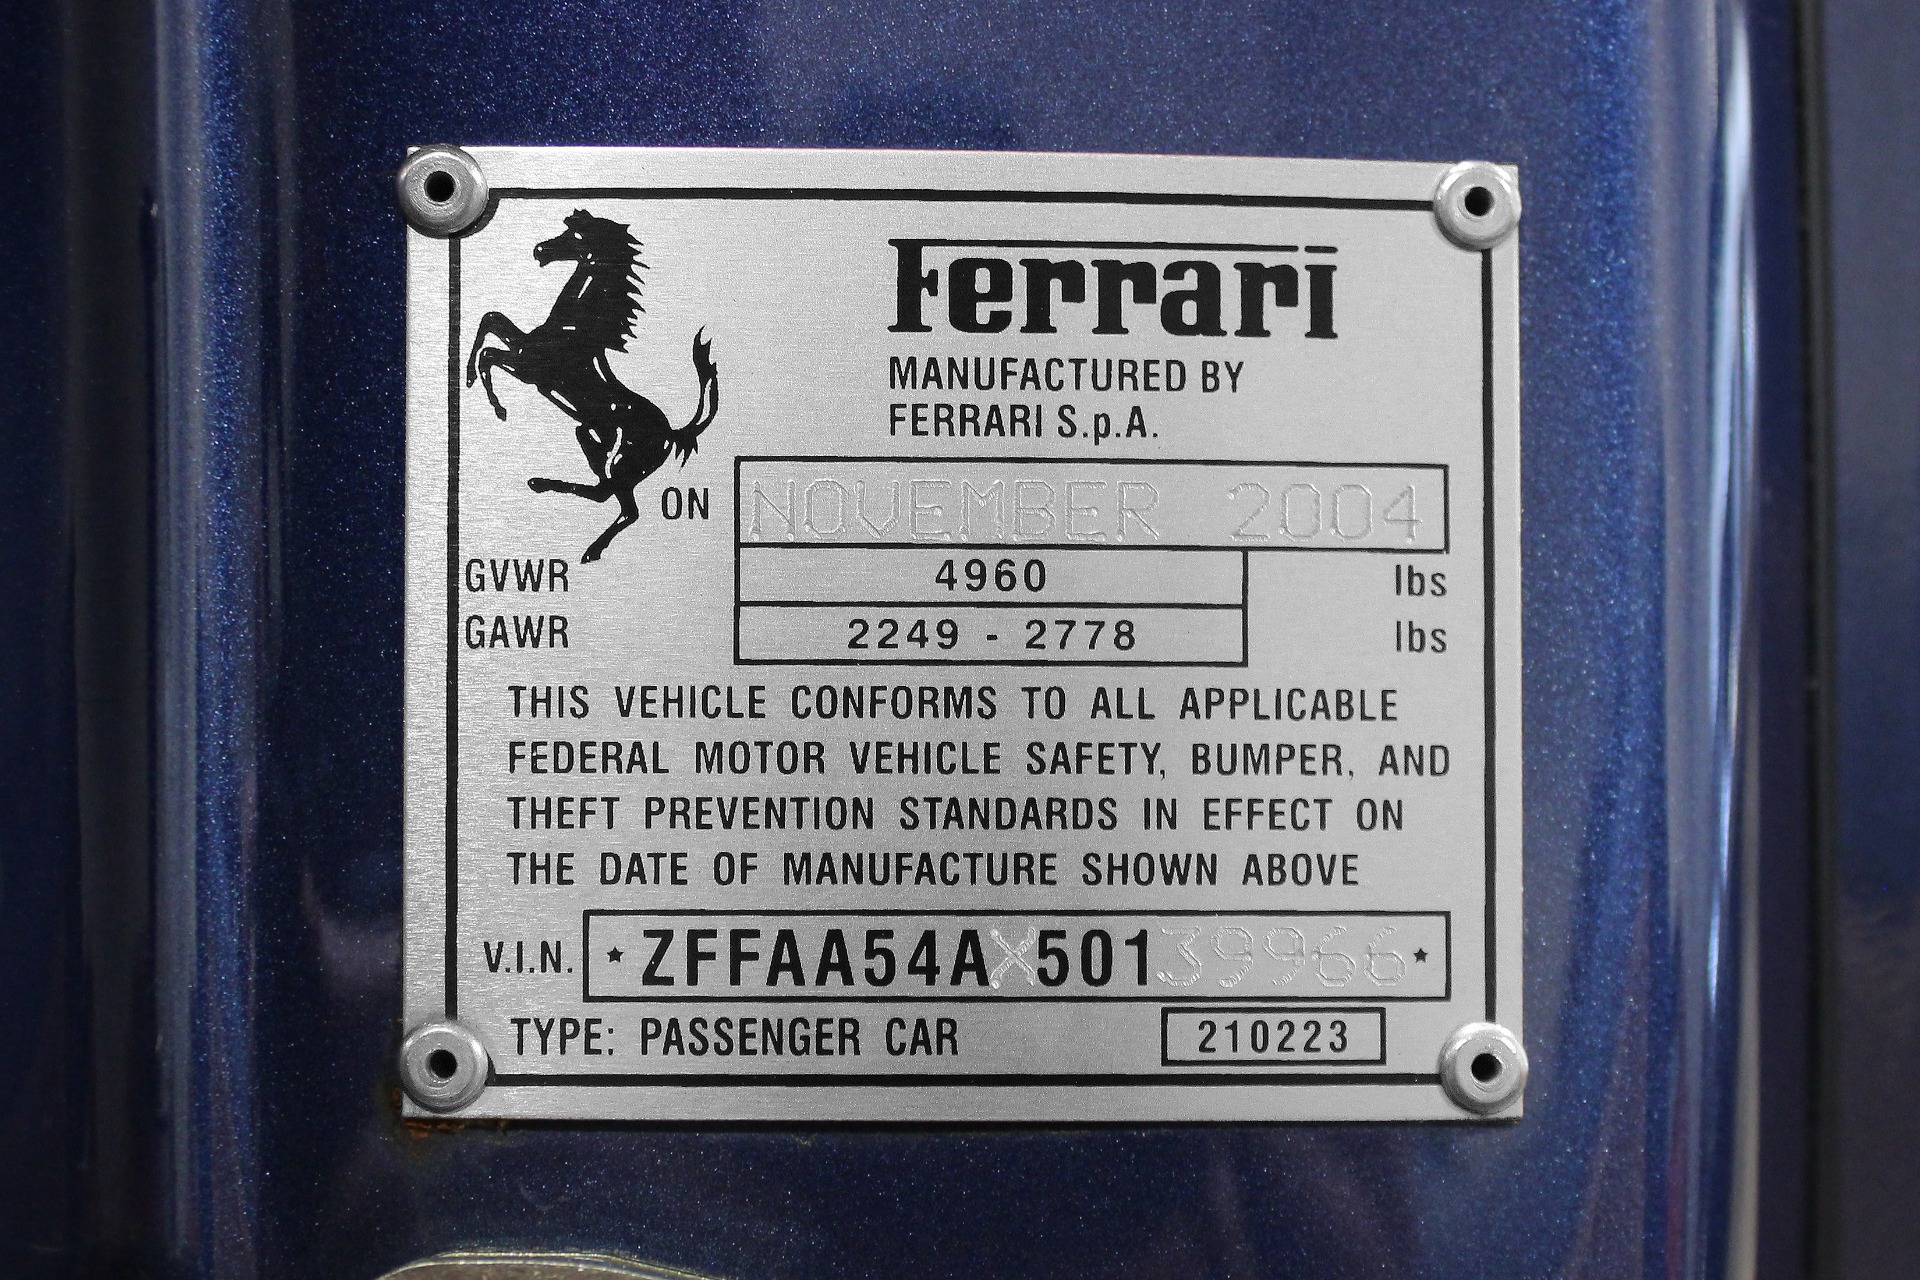 Ferrari
MANUFACTURED BY
FERRARI S.p.A.
ON NOVEMBER 2004
GVWR 4960 lbs
GAWR 2249 - 2778 lbs
THIS VEHICLE CONFORMS TO ALL APPLICABLE
FEDERAL MOTOR VEHICLE SAFETY, BUMPER, AND
THEFT PREVENTION STANDARDS IN EFFECT ON
THE DATE OF MANUFACTURE SHOWN ABOVE
V.I.N. * ZFFAA54AX50139966 *
TYPE: PASSENGER CAR 210223